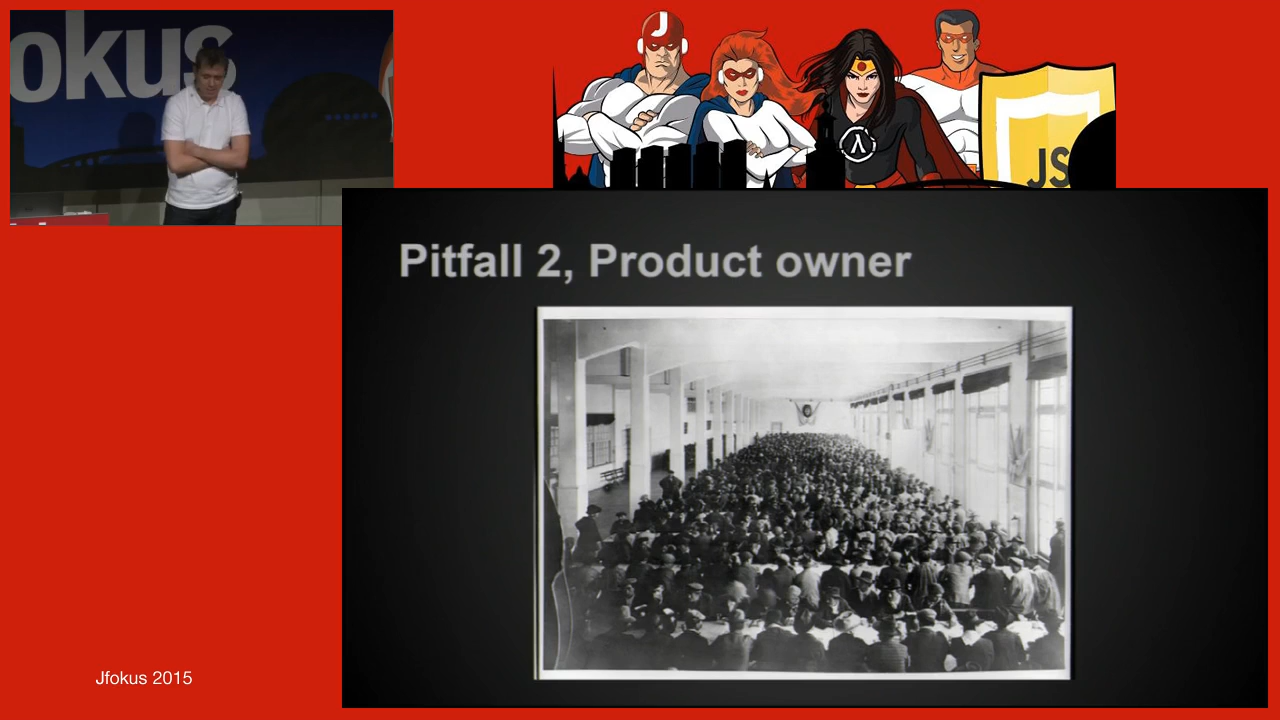 okus
J
λ
JS
Pitfall 2, Product owner
Jfokus 2015